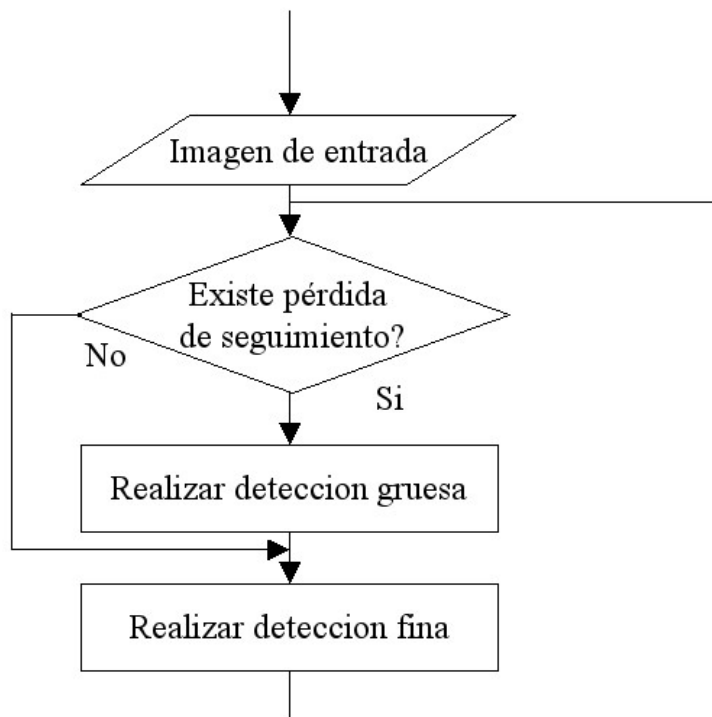 Imagen de entrada
Existe pérdida
de seguimiento?
No
Si
Realizar deteccion gruesa
Realizar deteccion fina